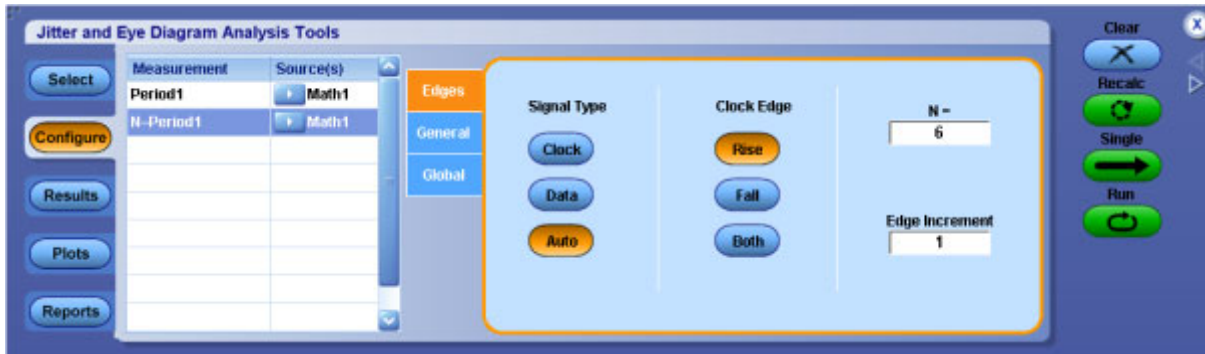 Jitter and Eye Diagram Analysis Tools
Select
Configure
Results
Plots
Reports
Measurement Source(s)
Period1 Math1
N-Period1 Math1
Edges
General
Global
Signal Type
Clock
Data
Auto
Clock Edge
Rise
Fall
Both
N =
6
Edge Increment
1
Clear
Recalc
Single
Run
X